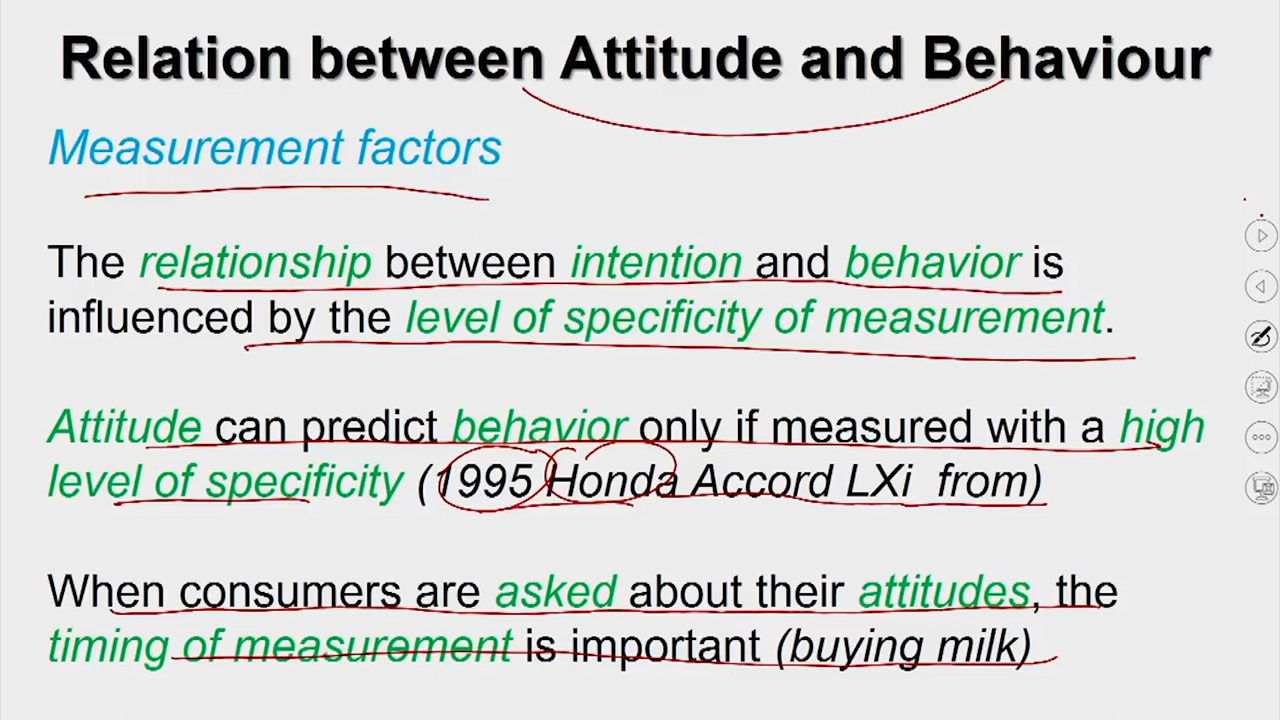 Relation between Attitude and Behaviour
Measurement factors
The relationship between intention and behavior is
influenced by the level of specificity of measurement.
Attitude can predict behavior only if measured with a high
level of specificity (1995 Honda Accord LXi from)
When consumers are asked about their attitudes, the
timing of measurement is important (buying milk)